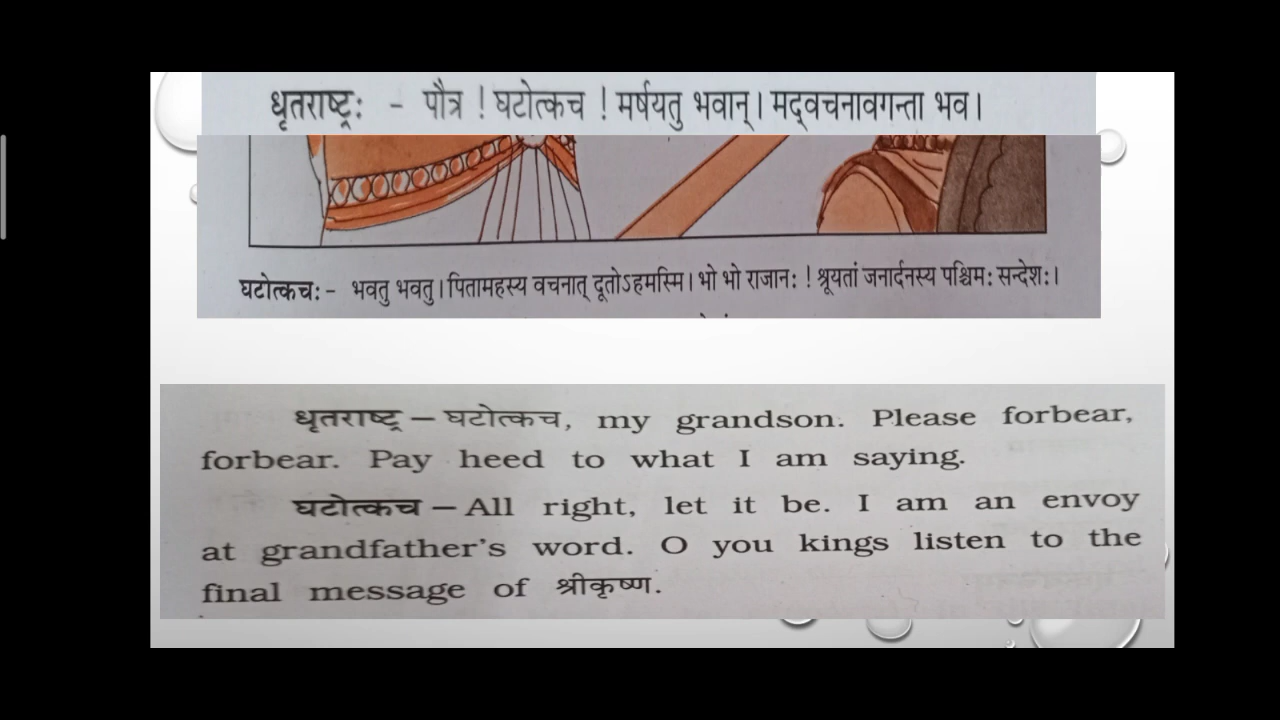 धृतराष्ट्रः - पौत्र ! घटोत्कच ! मर्षयतु भवान्। मद्वचनावगन्ता भव।
घटोत्कचः - भवतु भवतु। पितामहस्य वचनात् दूतोऽहमस्मि। भो भो राजानः ! श्रूयतां जनार्दनस्य पश्चिमः सन्देशः।
धृतराष्ट्र – घटोत्कच, my grandson. Please forbear,
forbear. Pay heed to what I am saying.
घटोत्कच – All right, let it be. I am an envoy
at grandfather's word. O you kings listen to the
final message of श्रीकृष्ण.